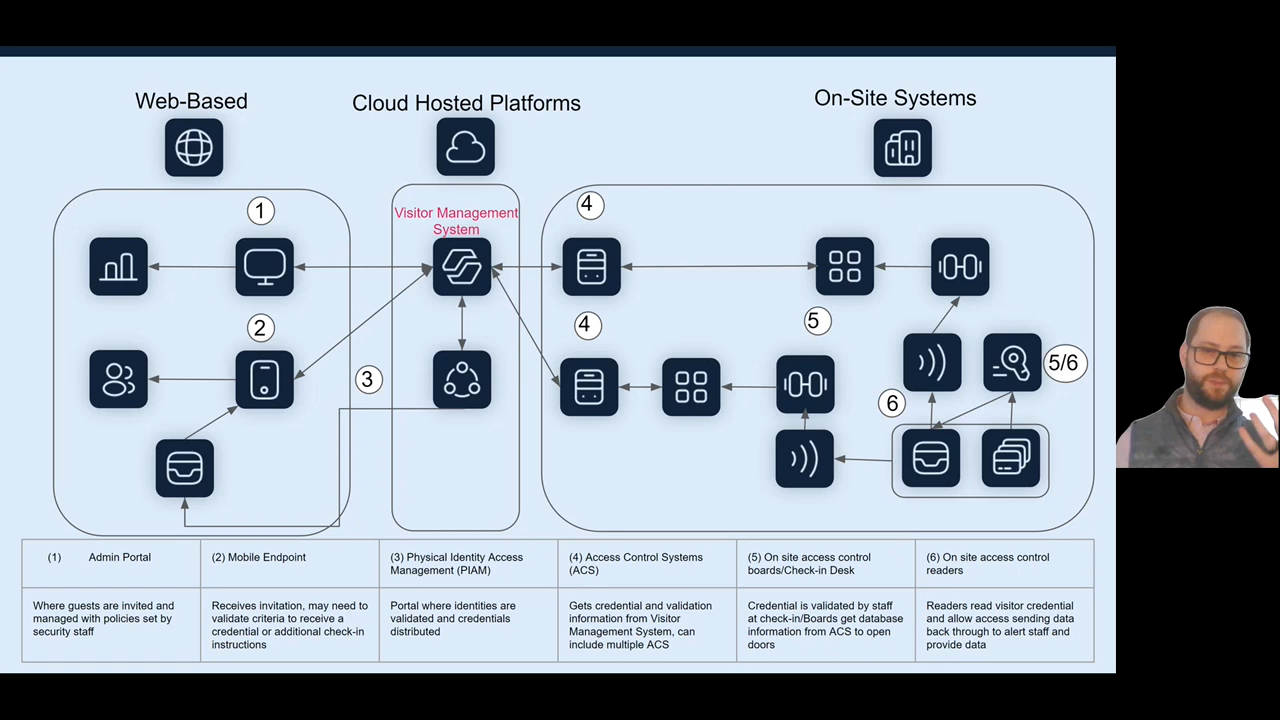 Web-Based
Cloud Hosted Platforms
On-Site Systems
1
Visitor Management
System
4
2
3
4
5
5/6
6
(1) Admin Portal
(2) Mobile Endpoint
(3) Physical Identity Access
Management (PIAM)
(4) Access Control Systems
(ACS)
(5) On site access control
boards/Check-in Desk
(6) On site access control
readers
Where guests are invited and
managed with policies set by
security staff
Receives invitation, may need to
validate criteria to receive a
credential or additional check-in
instructions
Portal where identities are
validated and credentials
distributed
Gets credential and validation
information from Visitor
Management System, can
include multiple ACS
Credential is validated by staff
at check-in/Boards get database
information from ACS to open
doors
Readers read visitor credential
and allow access sending data
back through to alert staff and
provide data